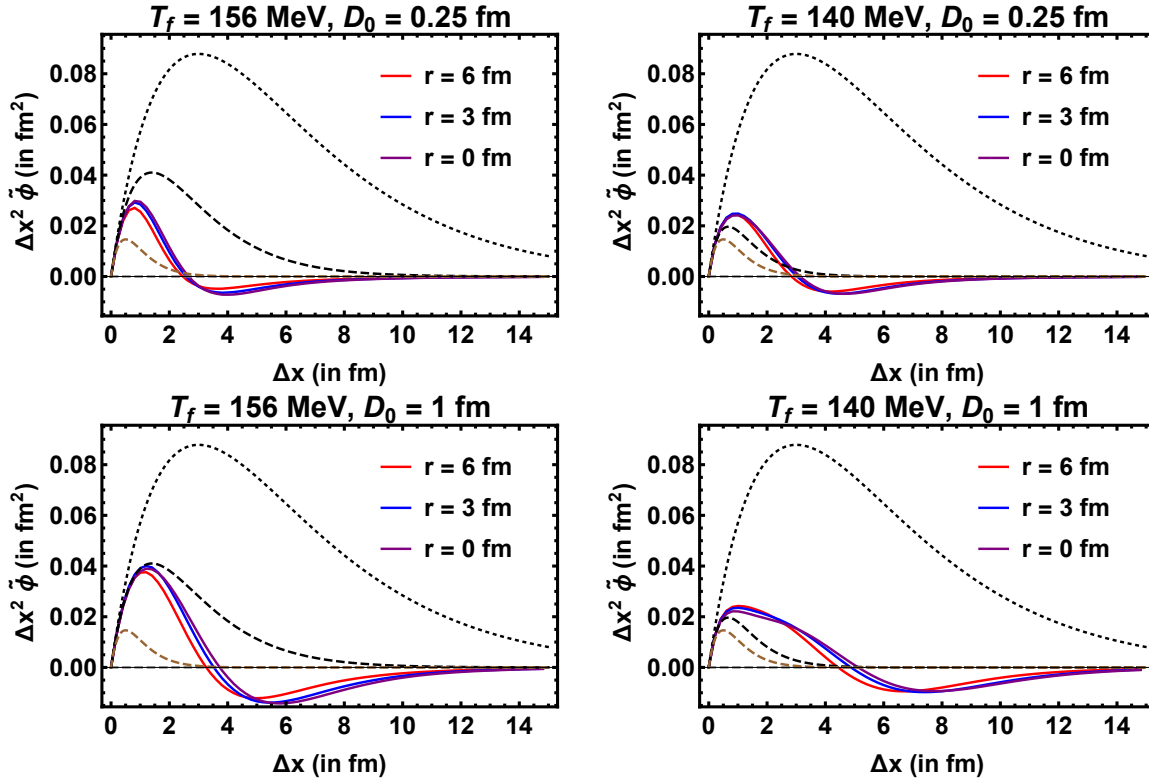 T_f = 156 MeV, D_0 = 0.25 fm
Δx² φ̃ (in fm²)
0.08
0.06
0.04
0.02
0.00
r = 6 fm
r = 3 fm
r = 0 fm
0 2 4 6 8 10 12 14
Δx (in fm)
T_f = 140 MeV, D_0 = 0.25 fm
Δx² φ̃ (in fm²)
0.08
0.06
0.04
0.02
0.00
r = 6 fm
r = 3 fm
r = 0 fm
0 2 4 6 8 10 12 14
Δx (in fm)
T_f = 156 MeV, D_0 = 1 fm
Δx² φ̃ (in fm²)
0.08
0.06
0.04
0.02
0.00
r = 6 fm
r = 3 fm
r = 0 fm
0 2 4 6 8 10 12 14
Δx (in fm)
T_f = 140 MeV, D_0 = 1 fm
Δx² φ̃ (in fm²)
0.08
0.06
0.04
0.02
0.00
r = 6 fm
r = 3 fm
r = 0 fm
0 2 4 6 8 10 12 14
Δx (in fm)